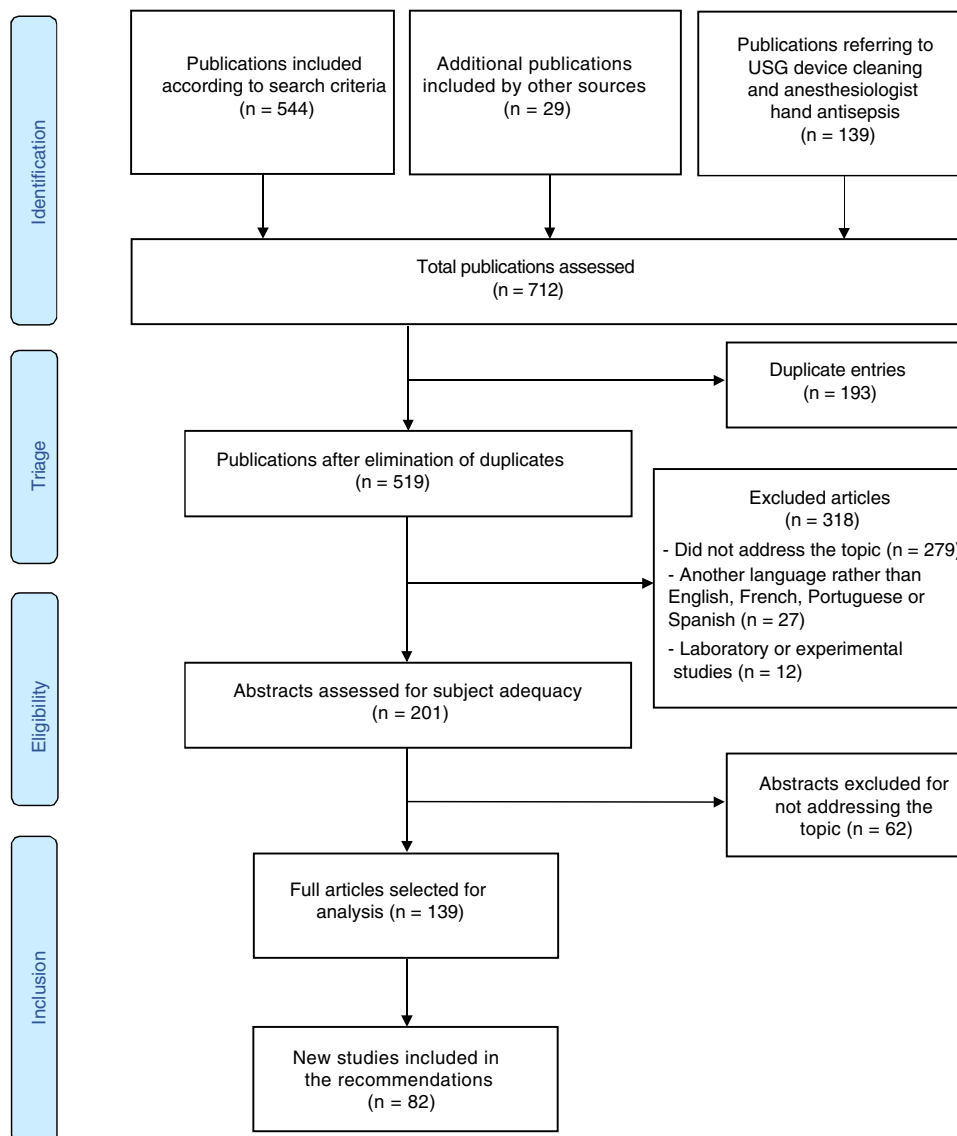 Identification
Publications included
according to search criteria
(n = 544)
Additional publications
included by other sources
(n = 29)
Publications referring to
USG device cleaning
and anesthesiologist
hand antisepsis
(n = 139)
Total publications assessed
(n = 712)
Triage
Duplicate entries
(n = 193)
Publications after elimination of duplicates
(n = 519)
Excluded articles
(n = 318)
- Did not address the topic (n = 279)
- Another language rather than
English, French, Portuguese or
Spanish (n = 27)
- Laboratory or experimental
studies (n = 12)
Eligibility
Abstracts assessed for subject adequacy
(n = 201)
Abstracts excluded for
not addressing the
topic (n = 62)
Inclusion
Full articles selected for
analysis (n = 139)
New studies included in
the recommendations
(n = 82)